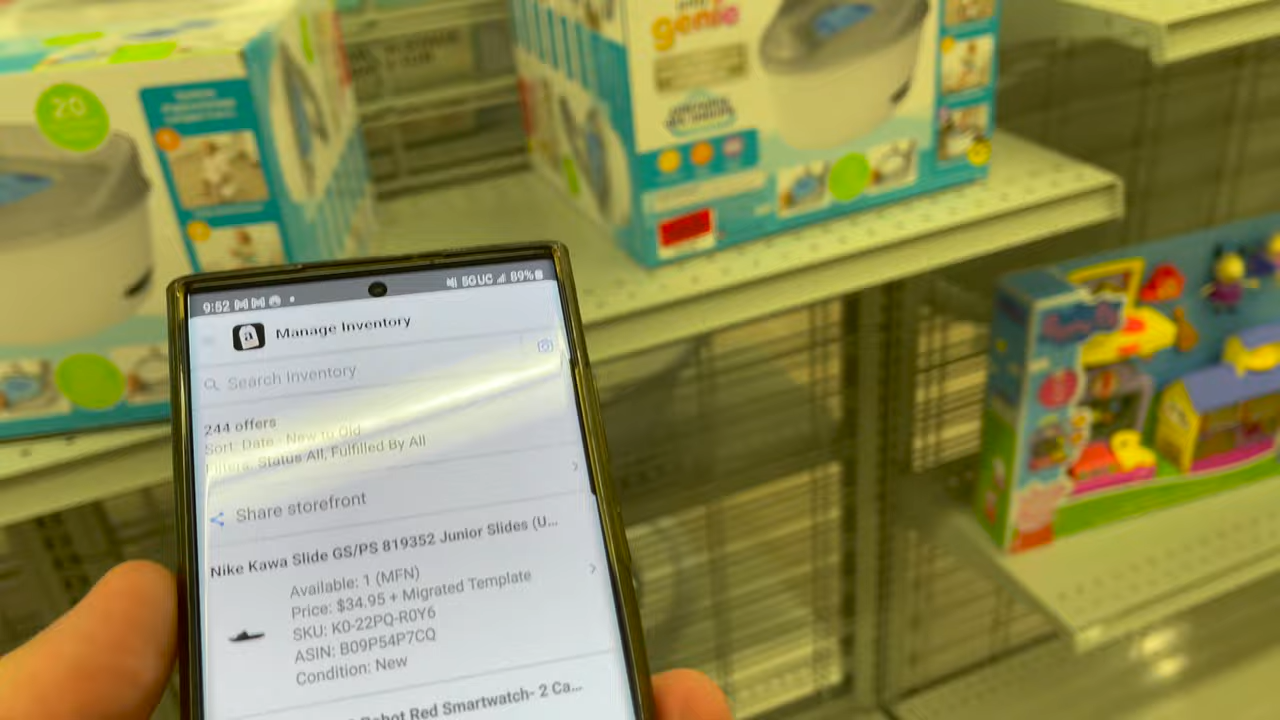 genie
20
9:52
5GUC 89%
a
Manage Inventory
Search Inventory
244 offers
Sort: Date - New to Old
Filters: Status All, Fulfilled By All
Share storefront
Nike Kawa Slide GS/PS 819352 Junior Slides (U...
Available: 1 (MFN)
Price: $34.95 + Migrated Template
SKU: K0-22PQ-R0Y6
ASIN: B09P54P7CQ
Condition: New
Robot Red Smartwatch- 2 Ca...